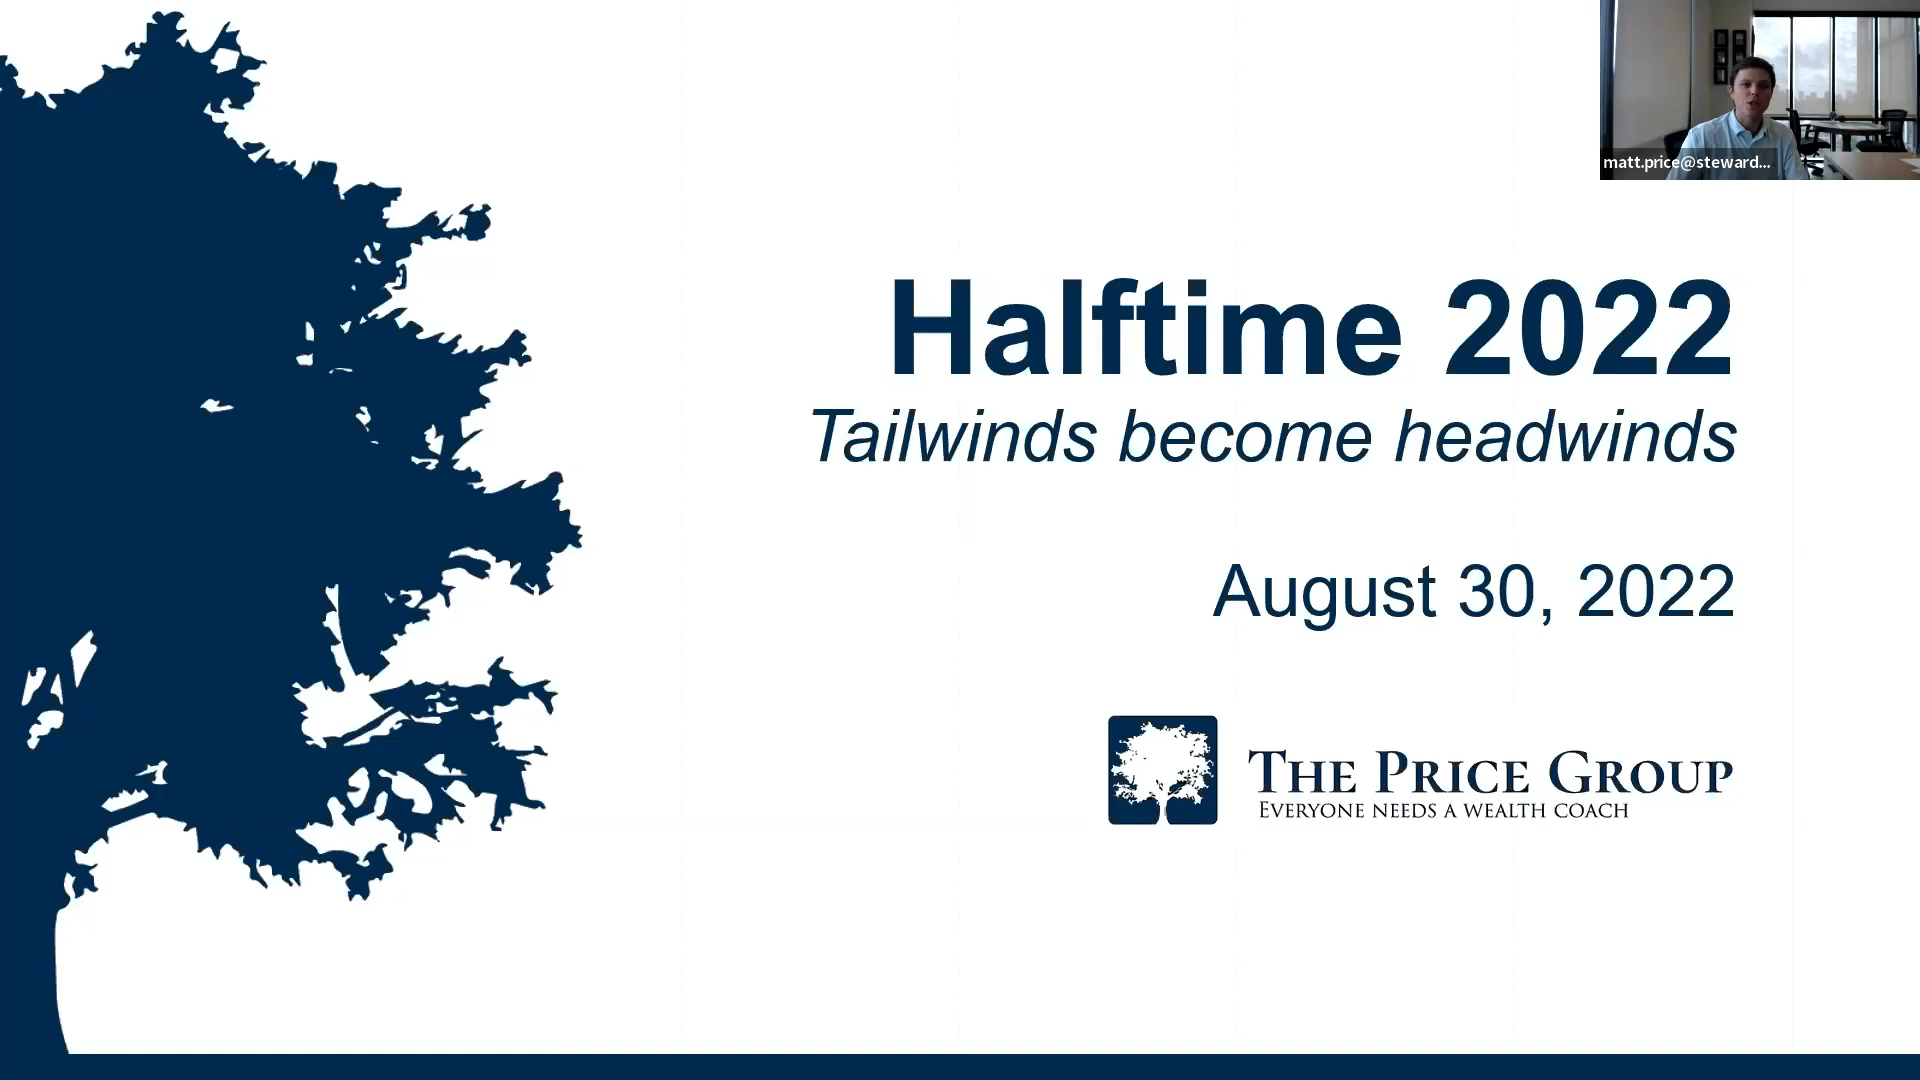 matt.price@steward...
Halftime 2022
Tailwinds become headwinds
August 30, 2022
THE PRICE GROUP
EVERYONE NEEDS A WEALTH COACH